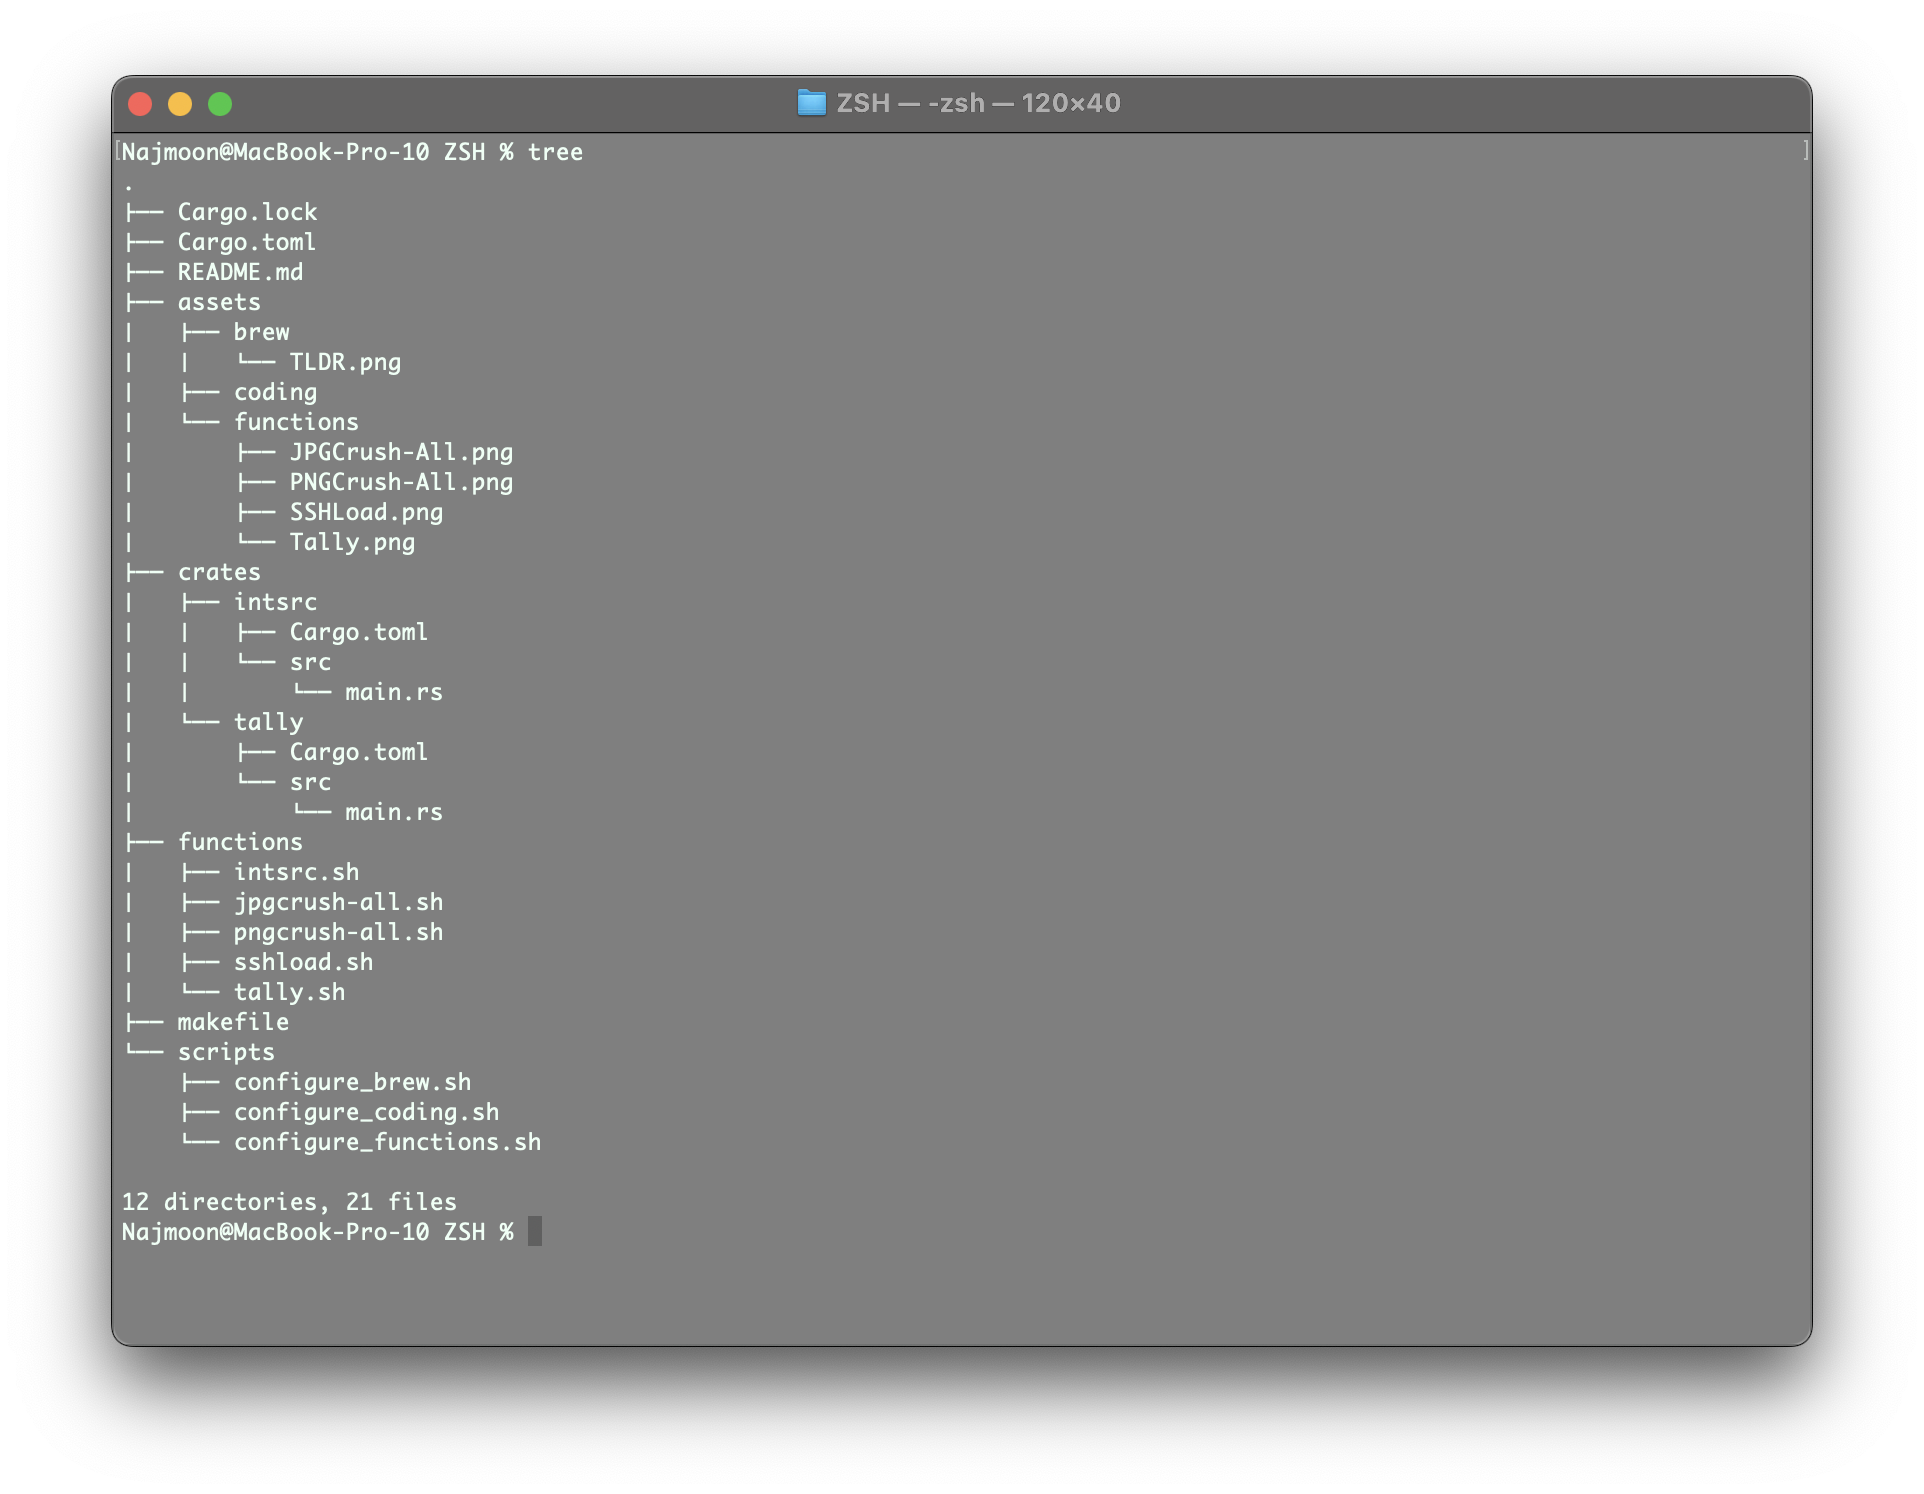 ZSH — -zsh — 120×40
[Najmoon@MacBook-Pro-10 ZSH % tree ]
.
├── Cargo.lock
├── Cargo.toml
├── README.md
├── assets
│   ├── brew
│   │   └── TLDR.png
│   ├── coding
│   └── functions
│       ├── JPGCrush-All.png
│       ├── PNGCrush-All.png
│       ├── SSHLoad.png
│       └── Tally.png
├── crates
│   ├── intsrc
│   │   ├── Cargo.toml
│   │   └── src
│   │       └── main.rs
│   └── tally
│       ├── Cargo.toml
│       └── src
│           └── main.rs
├── functions
│   ├── intsrc.sh
│   ├── jpgcrush-all.sh
│   ├── pngcrush-all.sh
│   ├── sshload.sh
│   └── tally.sh
├── makefile
└── scripts
    ├── configure_brew.sh
    ├── configure_coding.sh
    └── configure_functions.sh
12 directories, 21 files
Najmoon@MacBook-Pro-10 ZSH %